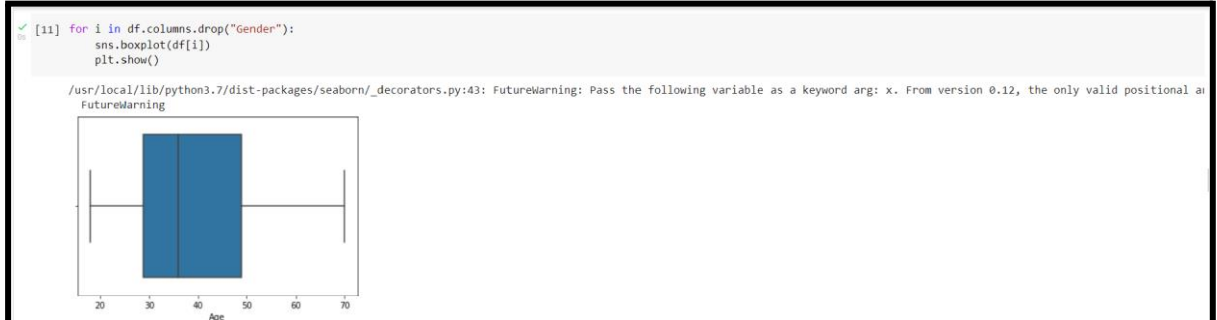 [11] for i in df.columns.drop("Gender"):
sns.boxplot(df[i])
plt.show()
0s
/usr/local/lib/python3.7/dist-packages/seaborn/_decorators.py:43: FutureWarning: Pass the following variable as a keyword arg: x. From version 0.12, the only valid positional a
FutureWarning
20 30 40 50 60 70
Age